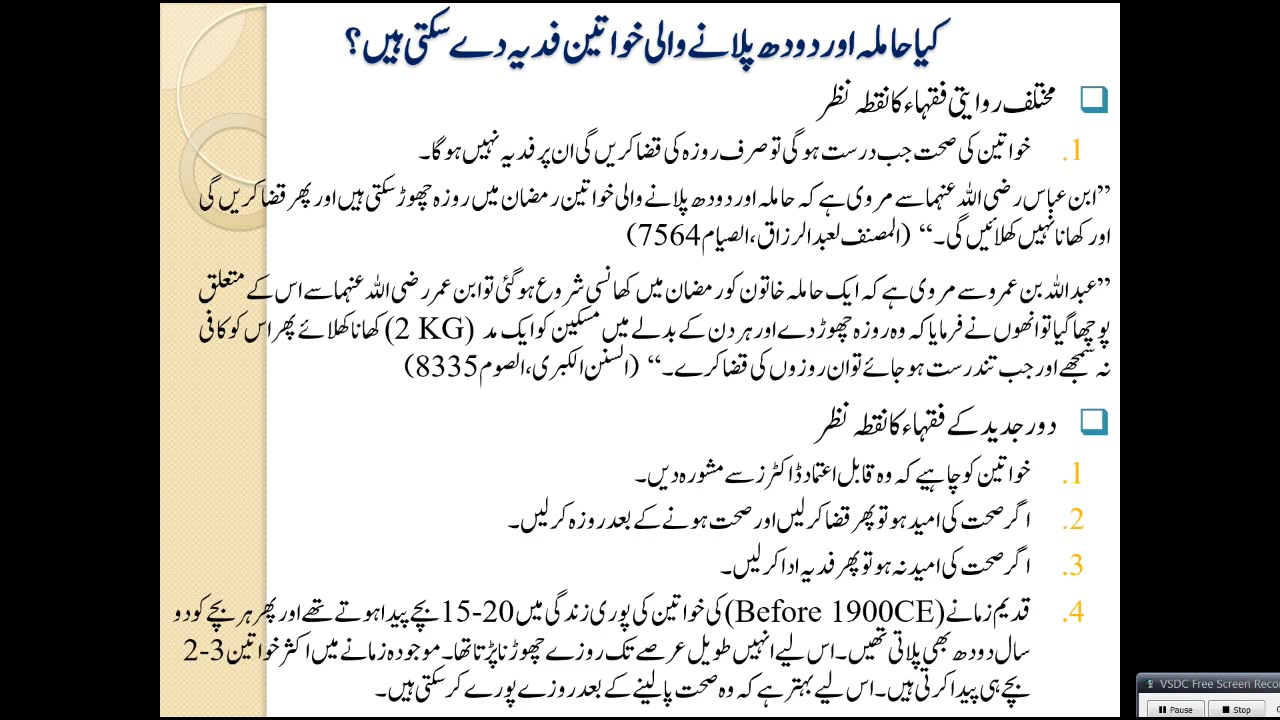 کیا حاملہ اور دودھ پلانے والی خواتین فدیہ دے سکتی ہیں؟
مختلف روایتی فقہاء کا نقطہ نظر
1. خواتین کی صحت جب درست ہو گی تو صرف روزہ کی قضا کریں گی ان پر فدیہ نہیں ہو گا۔
”ابن عباس رضی اللہ عنہما سے مروی ہے کہ حاملہ اور دودھ پلانے والی خواتین رمضان میں روزہ چھوڑ سکتی ہیں اور پھر قضا کریں گی
اور کھانا نہیں کھلائیں گی۔“ (المصنف لعبد الرزاق، الصیام 7564)
”عبداللہ بن عمرو سے مروی ہے کہ ایک حاملہ خاتون کو رمضان میں کھانسی شروع ہو گئی تو ابن عمر رضی اللہ عنہما سے اس کے متعلق
پوچھا گیا تو انھوں نے فرمایا کہ وہ روزہ چھوڑ دے اور ہر دن کے بدلے میں مسکین کو ایک مد (2 KG) کھانا کھلائے پھر اس کو کافی
نہ سمجھے اور جب تندرست ہو جائے تو ان روزوں کی قضا کرے۔“ (السنن الکبری، الصوم 8335)
دور جدید کے فقہاء کا نقطہ نظر
1. خواتین کو چاہیے کہ وہ قابل اعتماد ڈاکٹرز سے مشورہ دیں۔
2. اگر صحت کی امید ہو تو پھر قضا کر لیں اور صحت ہونے کے بعد روزہ کر لیں۔
3. اگر صحت کی امید نہ ہو تو پھر فدیہ ادا کر لیں۔
4. قدیم زمانے (Before 1900CE) کی خواتین کی پوری زندگی میں 20-15 بچے پیدا ہوتے تھے اور پھر ہر بچے کو دو
سال دودھ بھی پلاتی تھیں۔ اس لیے انہیں طویل عرصے تک روزے چھوڑنا پڑتا تھا۔ موجودہ زمانے میں اکثر خواتین 3-2
بچے ہی پیدا کرتی ہیں۔ اس لیے بہتر ہے کہ وہ صحت پا لینے کے بعد روزے پورے کر سکتی ہیں۔
VSDC Free Screen Reco
Pause Stop